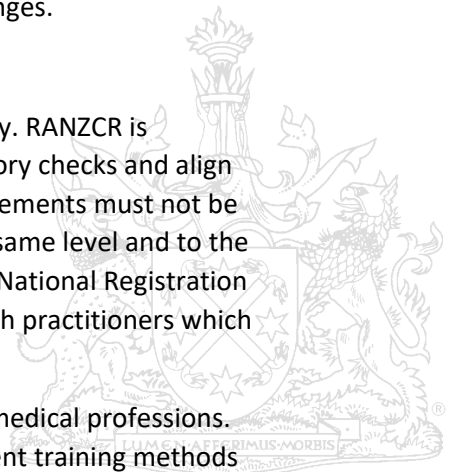 nges.
y. RANZCR is
ory checks and align
ements must not be
same level and to the
National Registration
h practitioners which
medical professions.
ent training methods
LUMEN•AFFERIMUS•MORBIS
®